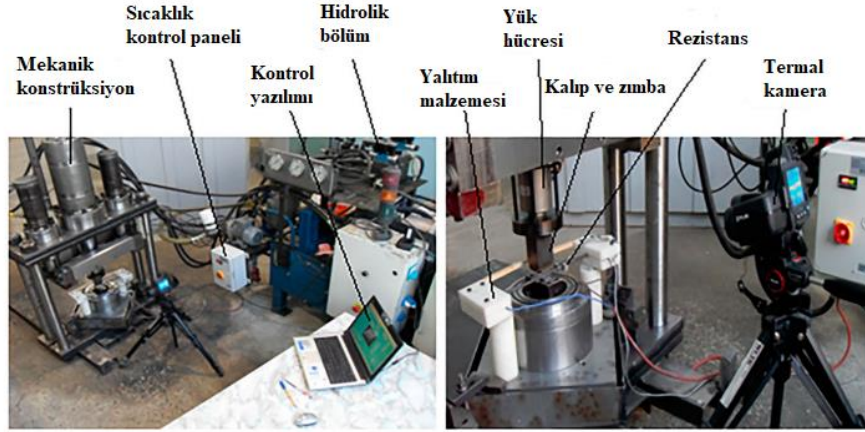 Mekanik
konstrüksiyon
Sıcaklık
kontrol paneli
Kontrol
yazılımı
Hidrolik
bölüm
Yalıtım
malzemesi
Yük
hücresi
Kalıp ve zımba
Rezistans
Termal
kamera